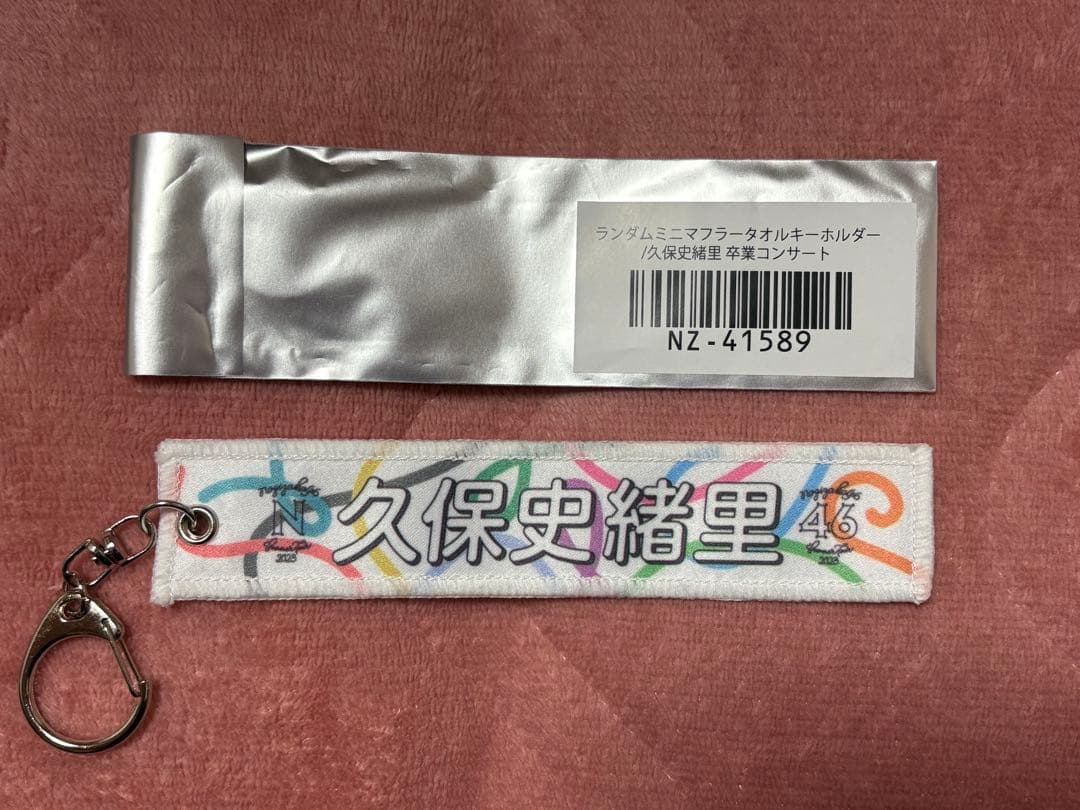 ランダムミニマフラータオルキーホルダー
/久保史緒里 卒業コンサート
NZ-41589
N
久保史緒里
46